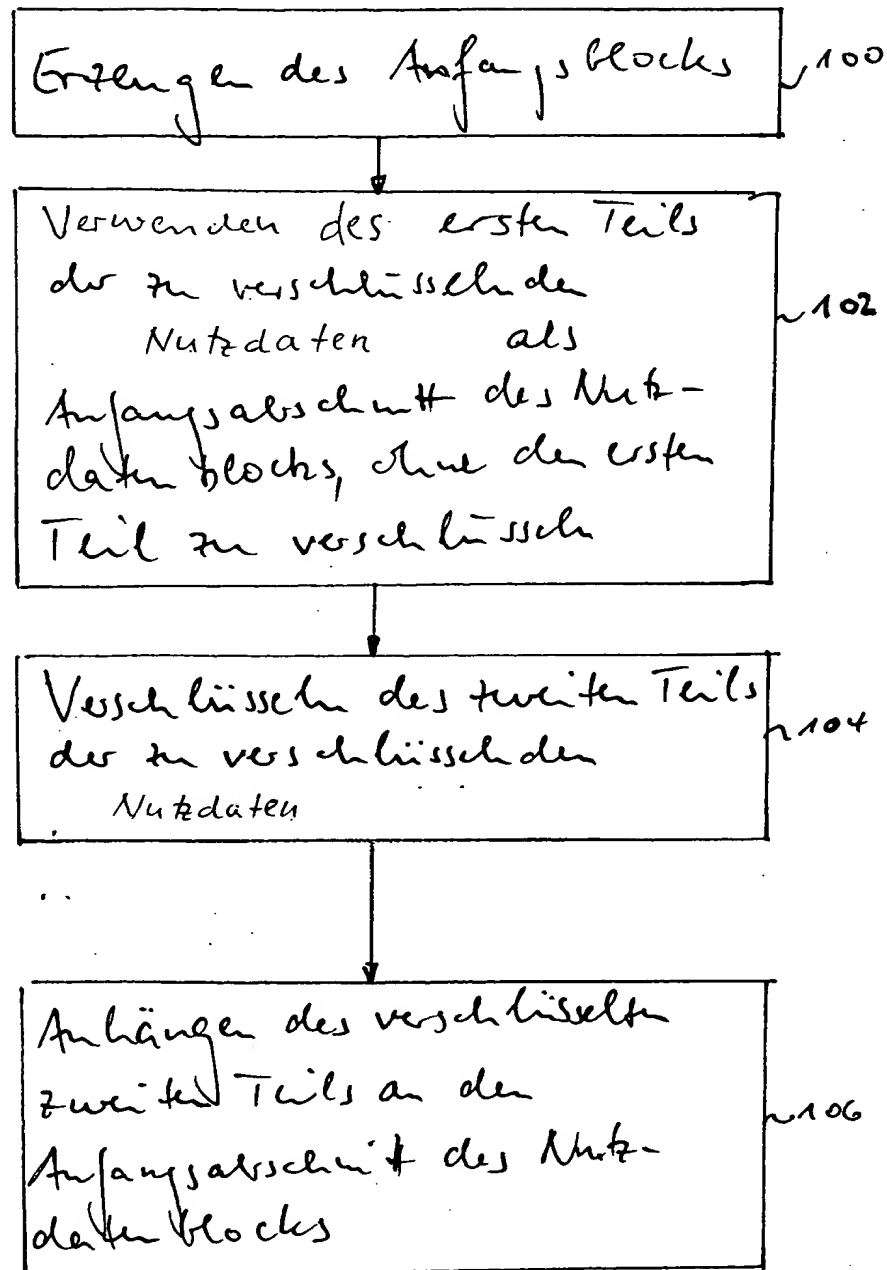 Erzeugen des Anfangsblocks
100
Verwenden des ersten Teils
der zu verschlüsselnden
Nutzdaten als
Anfangsabschnitt des Nutz-
datenblocks, ohne den ersten
Teil zu verschlüsseln
102
Verschlüsseln des zweiten Teils
der zu verschlüsselnden
Nutzdaten
104
Anhängen des verschlüsselten
zweiten Teils an den
Anfangsabschnitt des Nutz-
datenblocks
106